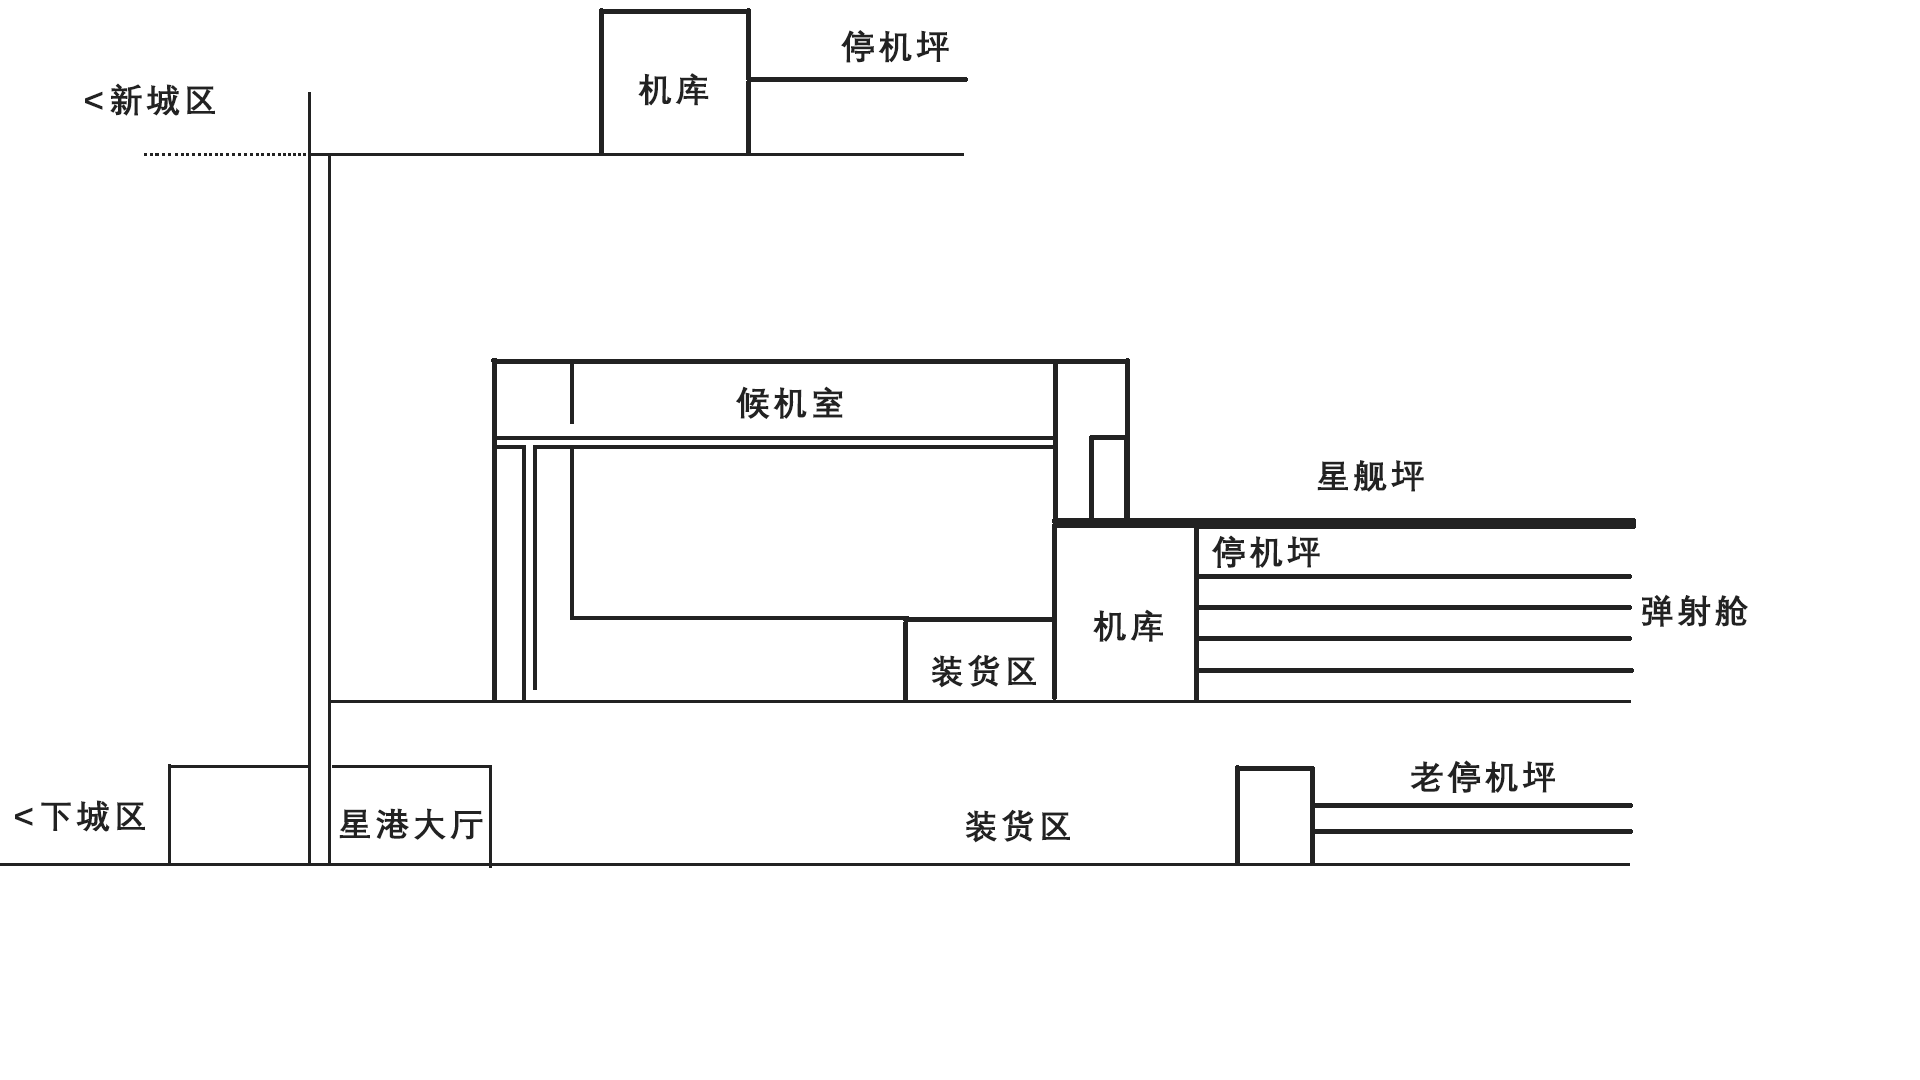 停机坪
机库
<新城区
候机室
星舰坪
停机坪
弹射舱
机库
装货区
老停机坪
<下城区
星港大厅
装货区